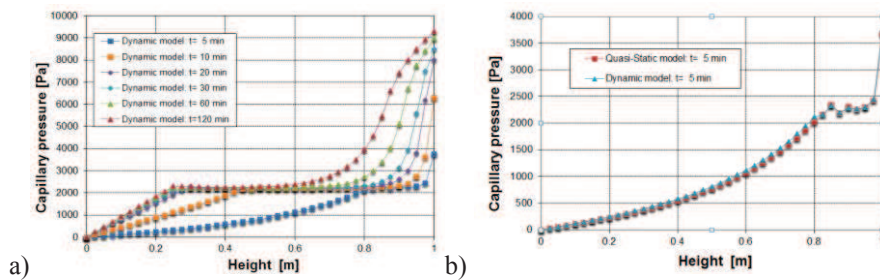 10000
9000
8000
7000
6000
5000
4000
3000
2000
1000
0
Capillary pressure [Pa]
Dynamic model: t= 5 min
Dynamic model: t= 10 min
Dynamic model: t= 20 min
Dynamic model: t= 30 min
Dynamic model: t= 60 min
Dynamic model: t=120 min
0 0.2 0.4 0.6 0.8 1
Height [m]
a)
4000
3500
3000
2500
2000
1500
1000
500
0
Capillary pressure [Pa]
Quasi-Static model: t= 5 min
Dynamic model: t= 5 min
0 0.2 0.4 0.6 0.8 1
Height [m]
b)